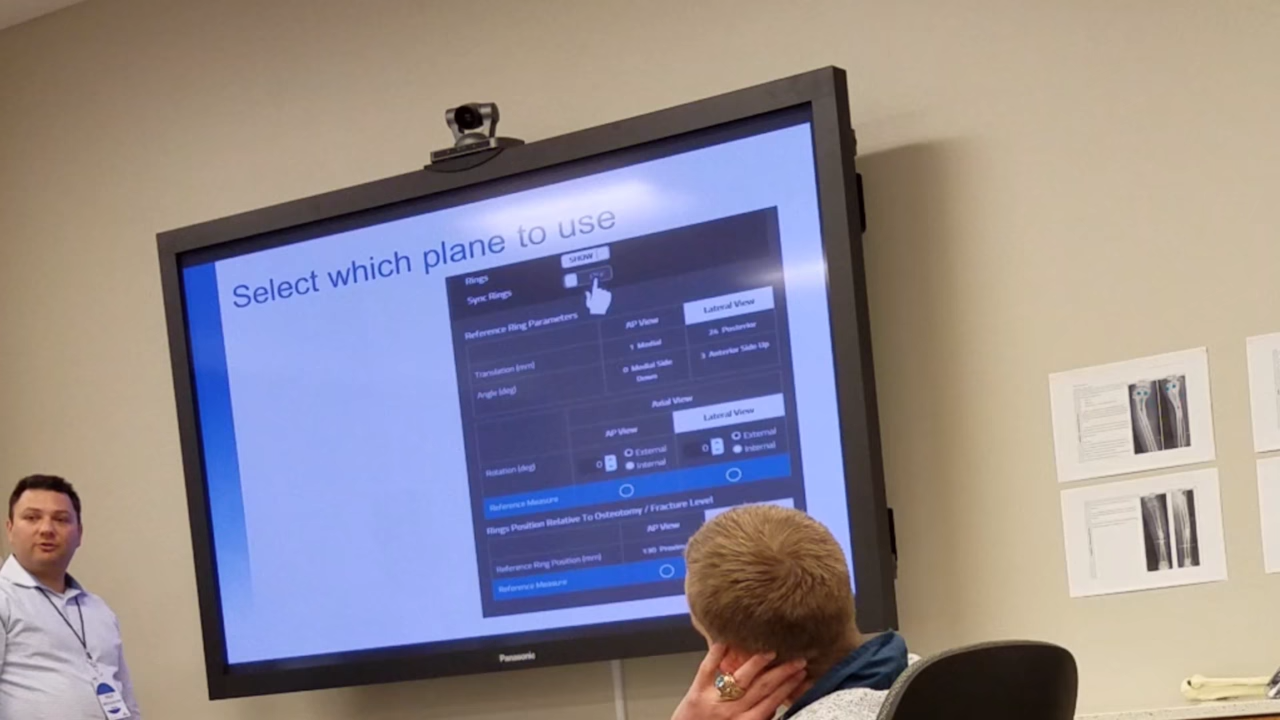 Select which plane to use
Rings
SHOW
Sync Rings
Reference Ring Parameters
AP View
Lateral View
Translation (mm)
1 Medial
24 Posterior
Angle (deg)
0 Medial Side Down
3 Anterior Side Up
Axial View
AP View
Lateral View
Rotation (deg)
0
External
Internal
0
External
Internal
Reference Measure
Rings Position Relative To Osteotomy / Fracture Level
AP View
Reference Ring Position (mm)
Reference Measure
Panasonic